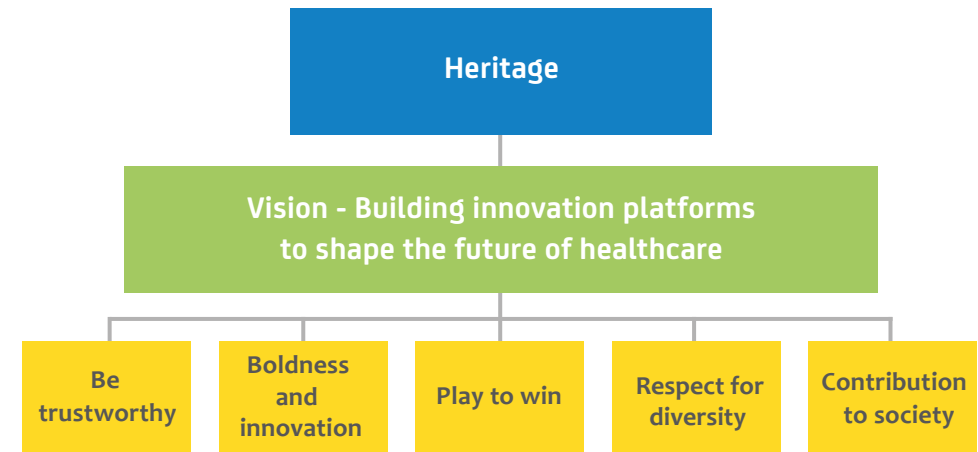 Heritage
Vision - Building innovation platforms
to shape the future of healthcare
Be
trustworthy
Boldness
and
innovation
Play to win
Respect for
diversity
Contribution
to society